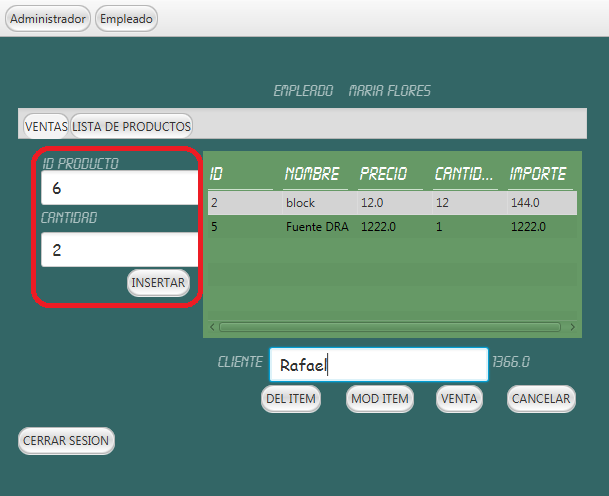 Administrador Empleado
EMPLEADO MARIA FLORES
VENTAS LISTA DE PRODUCTOS
ID PRODUCTO
6
CANTIDAD
2
INSERTAR
ID NOMBRE PRECIO CANTID... IMPORTE
2 block 12.0 12 144.0
5 Fuente DRA 1222.0 1 1222.0
CLIENTE Rafael 1366.0
DEL ITEM MOD ITEM VENTA CANCELAR
CERRAR SESION